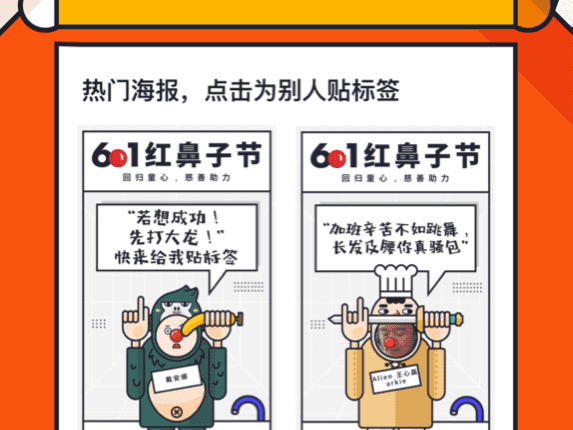 热门海报，点击为别人贴标签
601红鼻子节
回归童心，慈善助力
“若想成功！
先打大龙！”
快来给我贴标签
戴安娜
601红鼻子节
回归童心，慈善助力
“加班辛苦不如跳舞，
长发及腰你真骚包”
Alien 王心磊
arkie